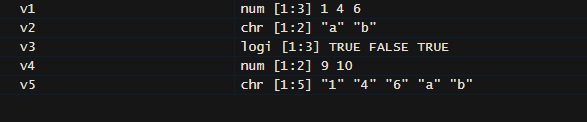 v1 num [1:3] 1 4 6
v2 chr [1:2] "a" "b"
v3 logi [1:3] TRUE FALSE TRUE
v4 num [1:2] 9 10
v5 chr [1:5] "1" "4" "6" "a" "b"